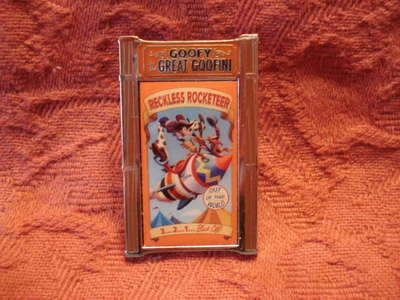 GOOFY
THE GREAT GOOFINI
RECKLESS ROCKETEER
OUT OF THIS
WORLD
3...2...1... Blast Off!